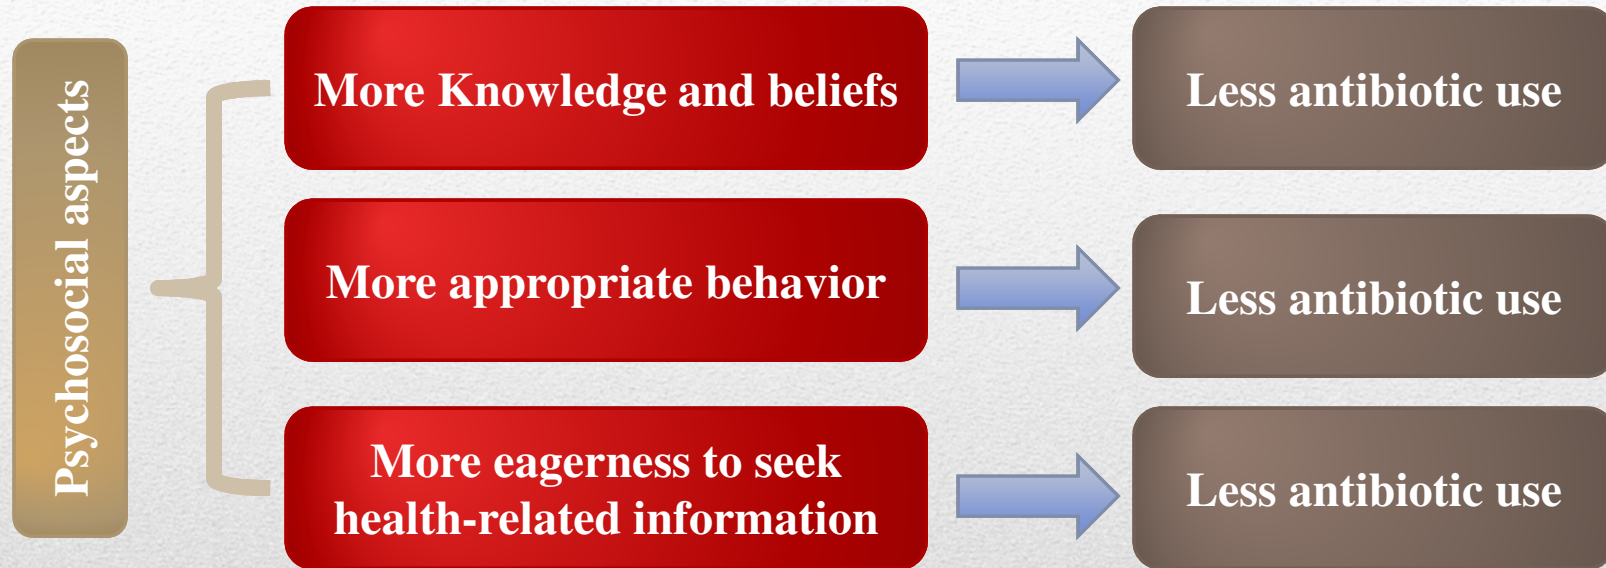 Psychosocial aspects
More Knowledge and beliefs
Less antibiotic use
More appropriate behavior
Less antibiotic use
More eagerness to seek
health-related information
Less antibiotic use